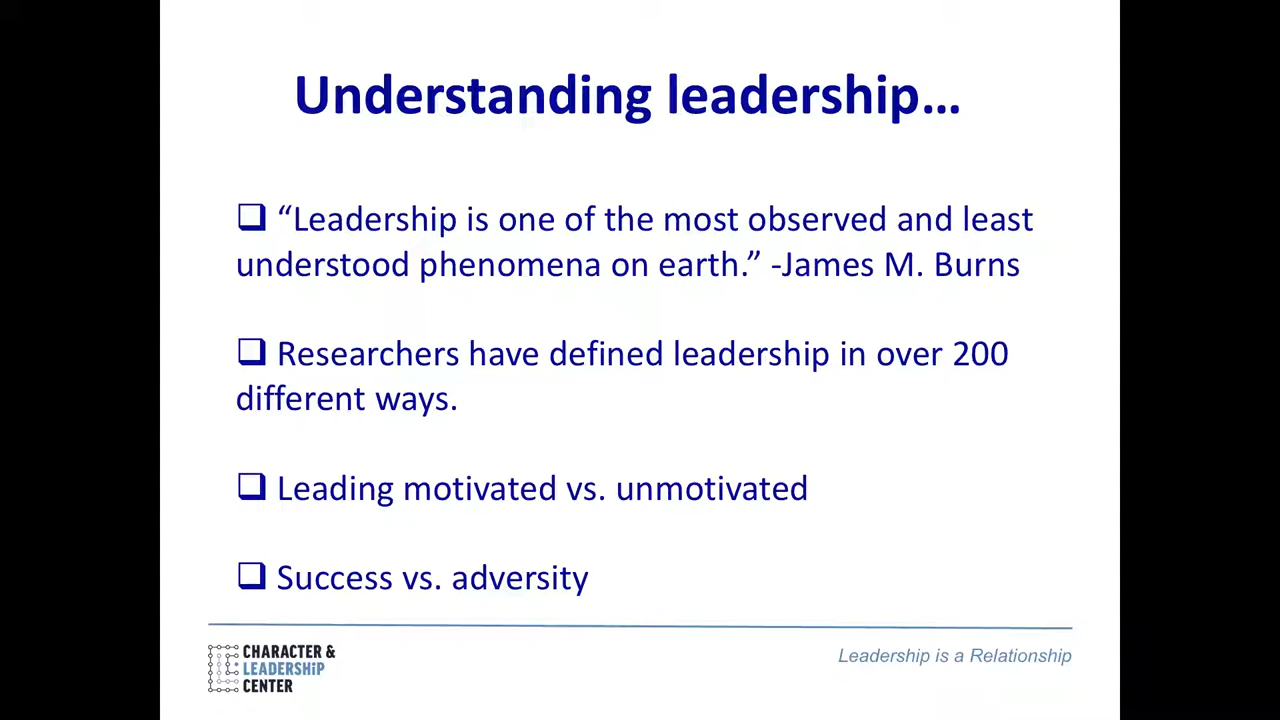 Understanding leadership…
❑ “Leadership is one of the most observed and least
understood phenomena on earth.” -James M. Burns
❑ Researchers have defined leadership in over 200
different ways.
❑ Leading motivated vs. unmotivated
❑ Success vs. adversity
CHARACTER &
LEADERSHiP
CENTER
Leadership is a Relationship